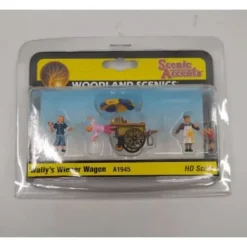 Scenic
Accents
WOODLAND SCENICS
Wally's Wiener Wagon A1945 HO Scale